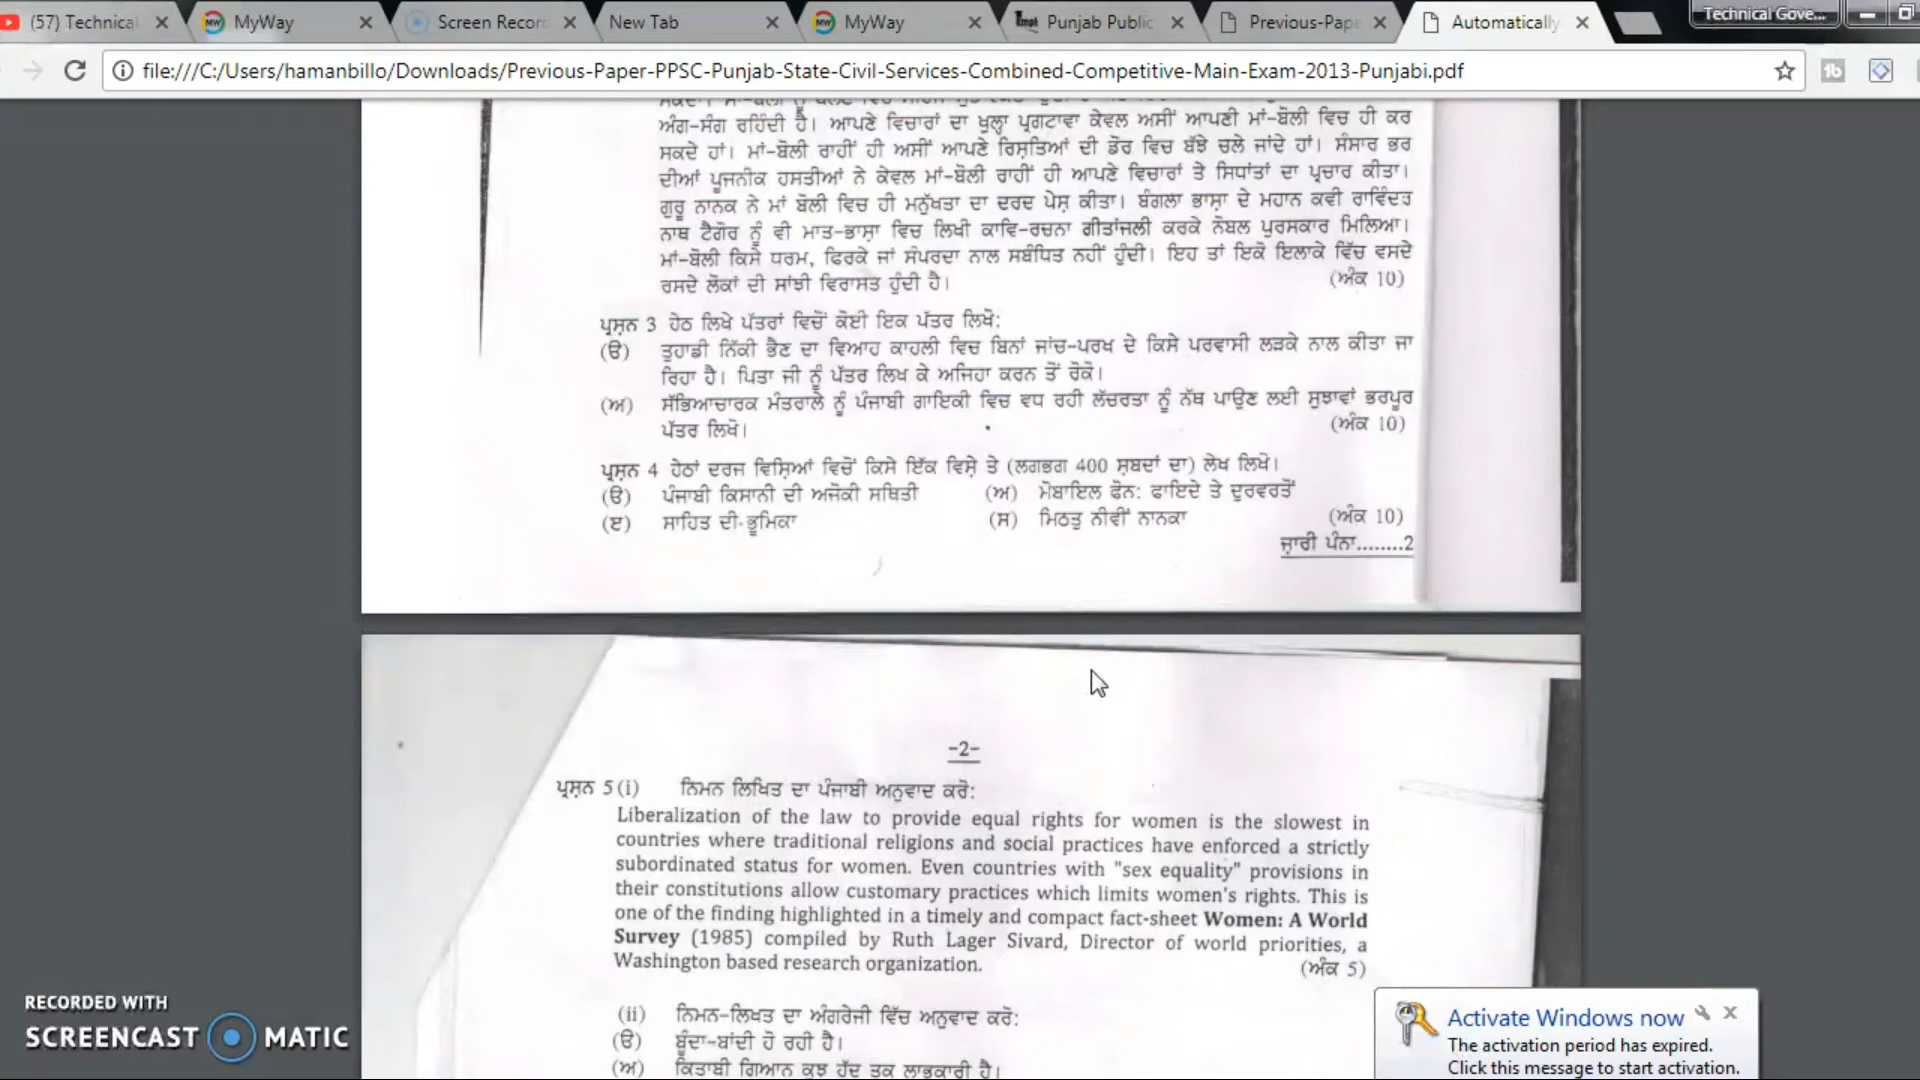 (57) Technical
MyWay
Screen Recor
New Tab
MyWay
Punjab Public
Previous-Pape
Automatically
Technical Gove...
file:///C:/Users/hamanbillo/Downloads/Previous-Paper-PPSC-Punjab-State-Civil-Services-Combined-Competitive-Main-Exam-2013-Punjabi.pdf
ਅੰਗ-ਸੰਗ ਰਹਿੰਦੀ ਹੈ। ਆਪਣੇ ਵਿਚਾਰਾਂ ਦਾ ਖੁਲ੍ਹਾ ਪ੍ਰਗਟਾਵਾ ਕੇਵਲ ਅਸੀਂ ਆਪਣੀ ਮਾਂ-ਬੋਲੀ ਵਿਚ ਹੀ ਕਰ
ਸਕਦੇ ਹਾਂ। ਮਾਂ-ਬੋਲੀ ਰਾਹੀਂ ਹੀ ਅਸੀਂ ਆਪਣੇ ਰਿਸ਼ਤਿਆਂ ਦੀ ਡੋਰ ਵਿਚ ਬੱਝੇ ਚਲੇ ਜਾਂਦੇ ਹਾਂ। ਸੰਸਾਰ ਭਰ
ਦੀਆਂ ਪੂਜਨੀਕ ਹਸਤੀਆਂ ਨੇ ਕੇਵਲ ਮਾਂ-ਬੋਲੀ ਰਾਹੀਂ ਹੀ ਆਪਣੇ ਵਿਚਾਰਾਂ ਤੇ ਸਿਧਾਂਤਾਂ ਦਾ ਪ੍ਰਚਾਰ ਕੀਤਾ।
ਗੁਰੂ ਨਾਨਕ ਨੇ ਮਾਂ ਬੋਲੀ ਵਿਚ ਹੀ ਮਨੁੱਖਤਾ ਦਾ ਦਰਦ ਪੇਸ਼ ਕੀਤਾ। ਬੰਗਲਾ ਭਾਸ਼ਾ ਦੇ ਮਹਾਨ ਕਵੀ ਰਾਵਿੰਦਰ
ਨਾਥ ਟੈਗੋਰ ਨੂੰ ਵੀ ਮਾਤ-ਭਾਸ਼ਾ ਵਿਚ ਲਿਖੀ ਕਾਵਿ-ਰਚਨਾ ਗੀਤਾਂਜਲੀ ਕਰਕੇ ਨੋਬਲ ਪੁਰਸਕਾਰ ਮਿਲਿਆ।
ਮਾਂ-ਬੋਲੀ ਕਿਸੇ ਧਰਮ, ਫਿਰਕੇ ਜਾਂ ਸੰਪਰਦਾ ਨਾਲ ਸਬੰਧਿਤ ਨਹੀਂ ਹੁੰਦੀ। ਇਹ ਤਾਂ ਇਕੋ ਇਲਾਕੇ ਵਿੱਚ ਵਸਦੇ
ਰਸਦੇ ਲੋਕਾਂ ਦੀ ਸਾਂਝੀ ਵਿਰਾਸਤ ਹੁੰਦੀ ਹੈ। (ਅੰਕ 10)
ਪ੍ਰਸ਼ਨ 3 ਹੇਠ ਲਿਖੇ ਪੱਤਰਾਂ ਵਿਚੋਂ ਕੋਈ ਇਕ ਪੱਤਰ ਲਿਖੋ:
(ੳ) ਤੁਹਾਡੀ ਨਿੱਕੀ ਭੈਣ ਦਾ ਵਿਆਹ ਕਾਹਲੀ ਵਿਚ ਬਿਨਾਂ ਜਾਂਚ-ਪਰਖ ਦੇ ਕਿਸੇ ਪਰਵਾਸੀ ਲੜਕੇ ਨਾਲ ਕੀਤਾ ਜਾ
ਰਿਹਾ ਹੈ। ਪਿਤਾ ਜੀ ਨੂੰ ਪੱਤਰ ਲਿਖ ਕੇ ਅਜਿਹਾ ਕਰਨ ਤੋਂ ਰੋਕੋ।
(ਅ) ਸੱਭਿਆਚਾਰਕ ਮੰਤਰਾਲੇ ਨੂੰ ਪੰਜਾਬੀ ਗਾਇਕੀ ਵਿਚ ਵਧ ਰਹੀ ਲੱਚਰਤਾ ਨੂੰ ਨੱਥ ਪਾਉਣ ਲਈ ਸੁਝਾਵਾਂ ਭਰਪੂਰ
ਪੱਤਰ ਲਿਖੋ। (ਅੰਕ 10)
ਪ੍ਰਸ਼ਨ 4 ਹੇਠਾਂ ਦਰਜ ਵਿਸ਼ਿਆਂ ਵਿਚੋਂ ਕਿਸੇ ਇੱਕ ਵਿਸ਼ੇ ਤੇ (ਲਗਭਗ 400 ਸ਼ਬਦਾਂ ਦਾ) ਲੇਖ ਲਿਖੋ।
(ੳ) ਪੰਜਾਬੀ ਕਿਸਾਨੀ ਦੀ ਅਜੋਕੀ ਸਥਿਤੀ (ਅ) ਮੋਬਾਇਲ ਫੋਨ: ਫਾਇਦੇ ਤੇ ਦੁਰਵਰਤੋਂ
(ੲ) ਸਾਹਿਤ ਦੀ ਭੂਮਿਕਾ (ਸ) ਮਿਠਤੁ ਨੀਵੀਂ ਨਾਨਕਾ (ਅੰਕ 10)
ਜ਼ਾਰੀ ਪੰਨਾ........2
-2-
ਪ੍ਰਸ਼ਨ 5 (i) ਨਿਮਨ ਲਿਖਿਤ ਦਾ ਪੰਜਾਬੀ ਅਨੁਵਾਦ ਕਰੋ:
Liberalization of the law to provide equal rights for women is the slowest in
countries where traditional religions and social practices have enforced a strictly
subordinated status for women. Even countries with "sex equality" provisions in
their constitutions allow customary practices which limits women's rights. This is
one of the finding highlighted in a timely and compact fact-sheet Women: A World
Survey (1985) compiled by Ruth Lager Sivard, Director of world priorities, a
Washington based research organization. (ਅੰਕ 5)
(ii) ਨਿਮਨ-ਲਿਖਤ ਦਾ ਅੰਗਰੇਜੀ ਵਿੱਚ ਅਨੁਵਾਦ ਕਰੋ:
(ੳ) ਬੂੰਦਾ-ਬਾਂਦੀ ਹੋ ਰਹੀ ਹੈ।
(ਅ) ਕਿਤਾਬੀ ਗਿਆਨ ਕੁਝ ਹੱਦ ਤਕ ਲਾਭਕਾਰੀ ਹੈ।
RECORDED WITH
SCREENCAST MATIC
Activate Windows now
The activation period has expired.
Click this message to start activation.